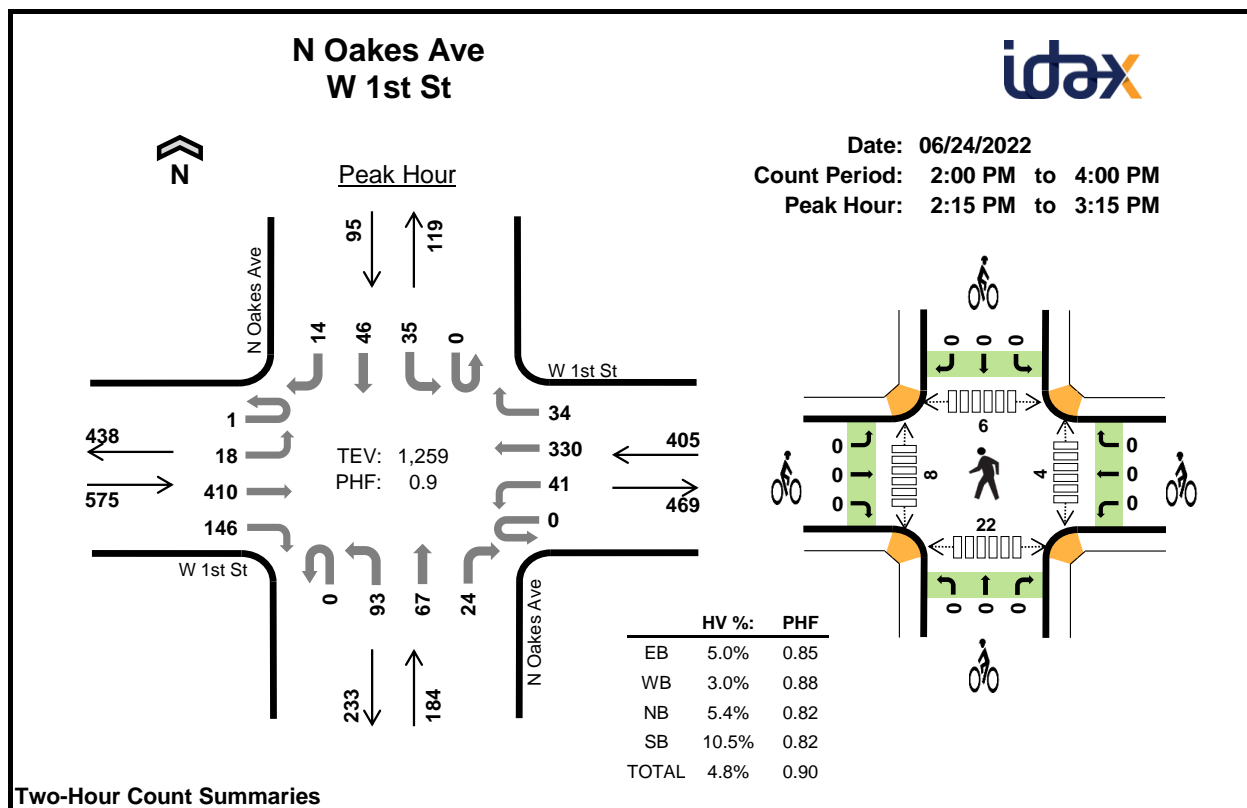 N Oakes Ave
W 1st St
idax
Date: 06/24/2022
Count Period: 2:00 PM to 4:00 PM
Peak Hour: 2:15 PM to 3:15 PM
N
Peak Hour
95
119
N Oakes Ave
14
46
35
0
W 1st St
1
18
410
146
438
575
TEV: 1,259
PHF: 0.9
34
330
41
0
405
469
W 1st St
0
93
67
24
N Oakes Ave
233
184
0 0 0
6
0
0
0
8
4
0
0
0
22
0 0 0
HV %: PHF
EB 5.0% 0.85
WB 3.0% 0.88
NB 5.4% 0.82
SB 10.5% 0.82
TOTAL 4.8% 0.90
Two-Hour Count Summaries